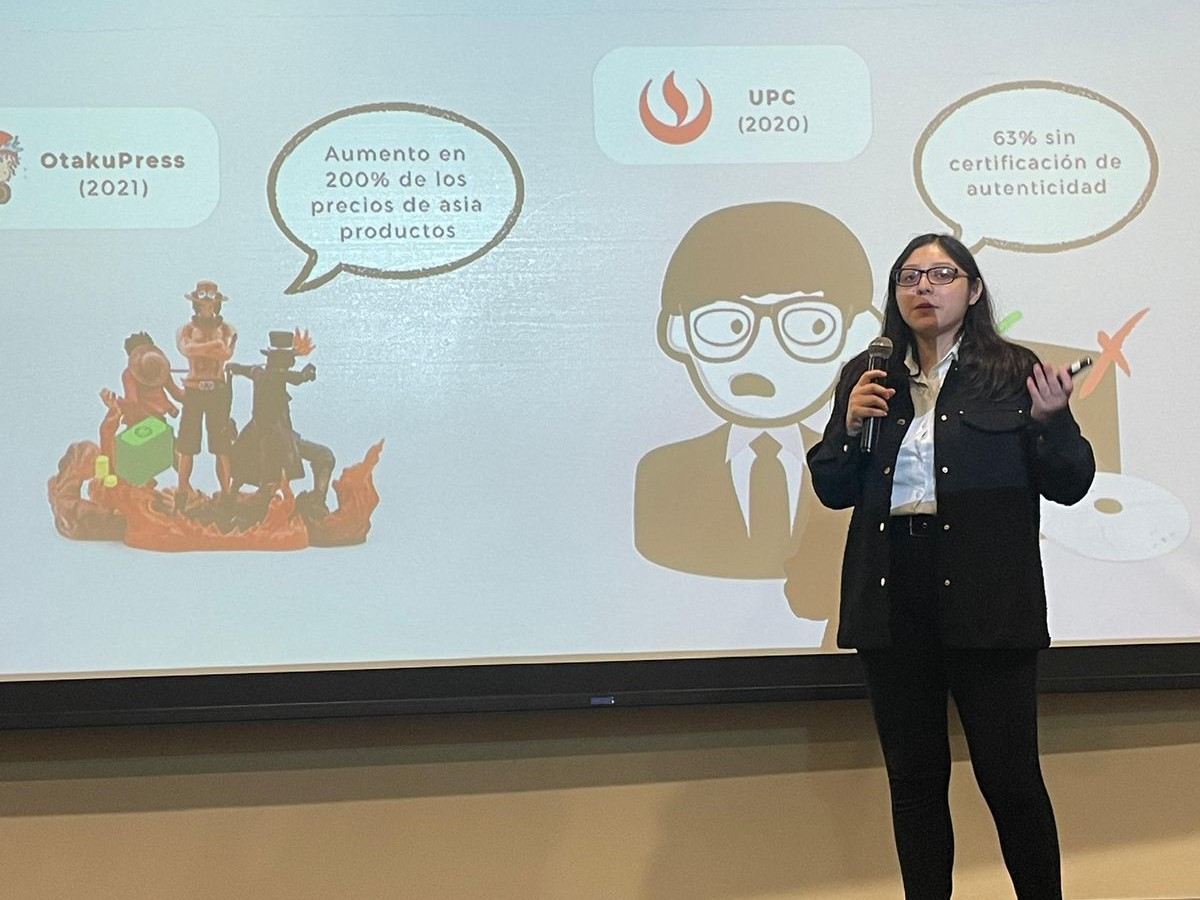 OtakuPress
(2021)
Aumento en
200% de los
precios de asia
productos
UPC
(2020)
63% sin
certificación de
autenticidad